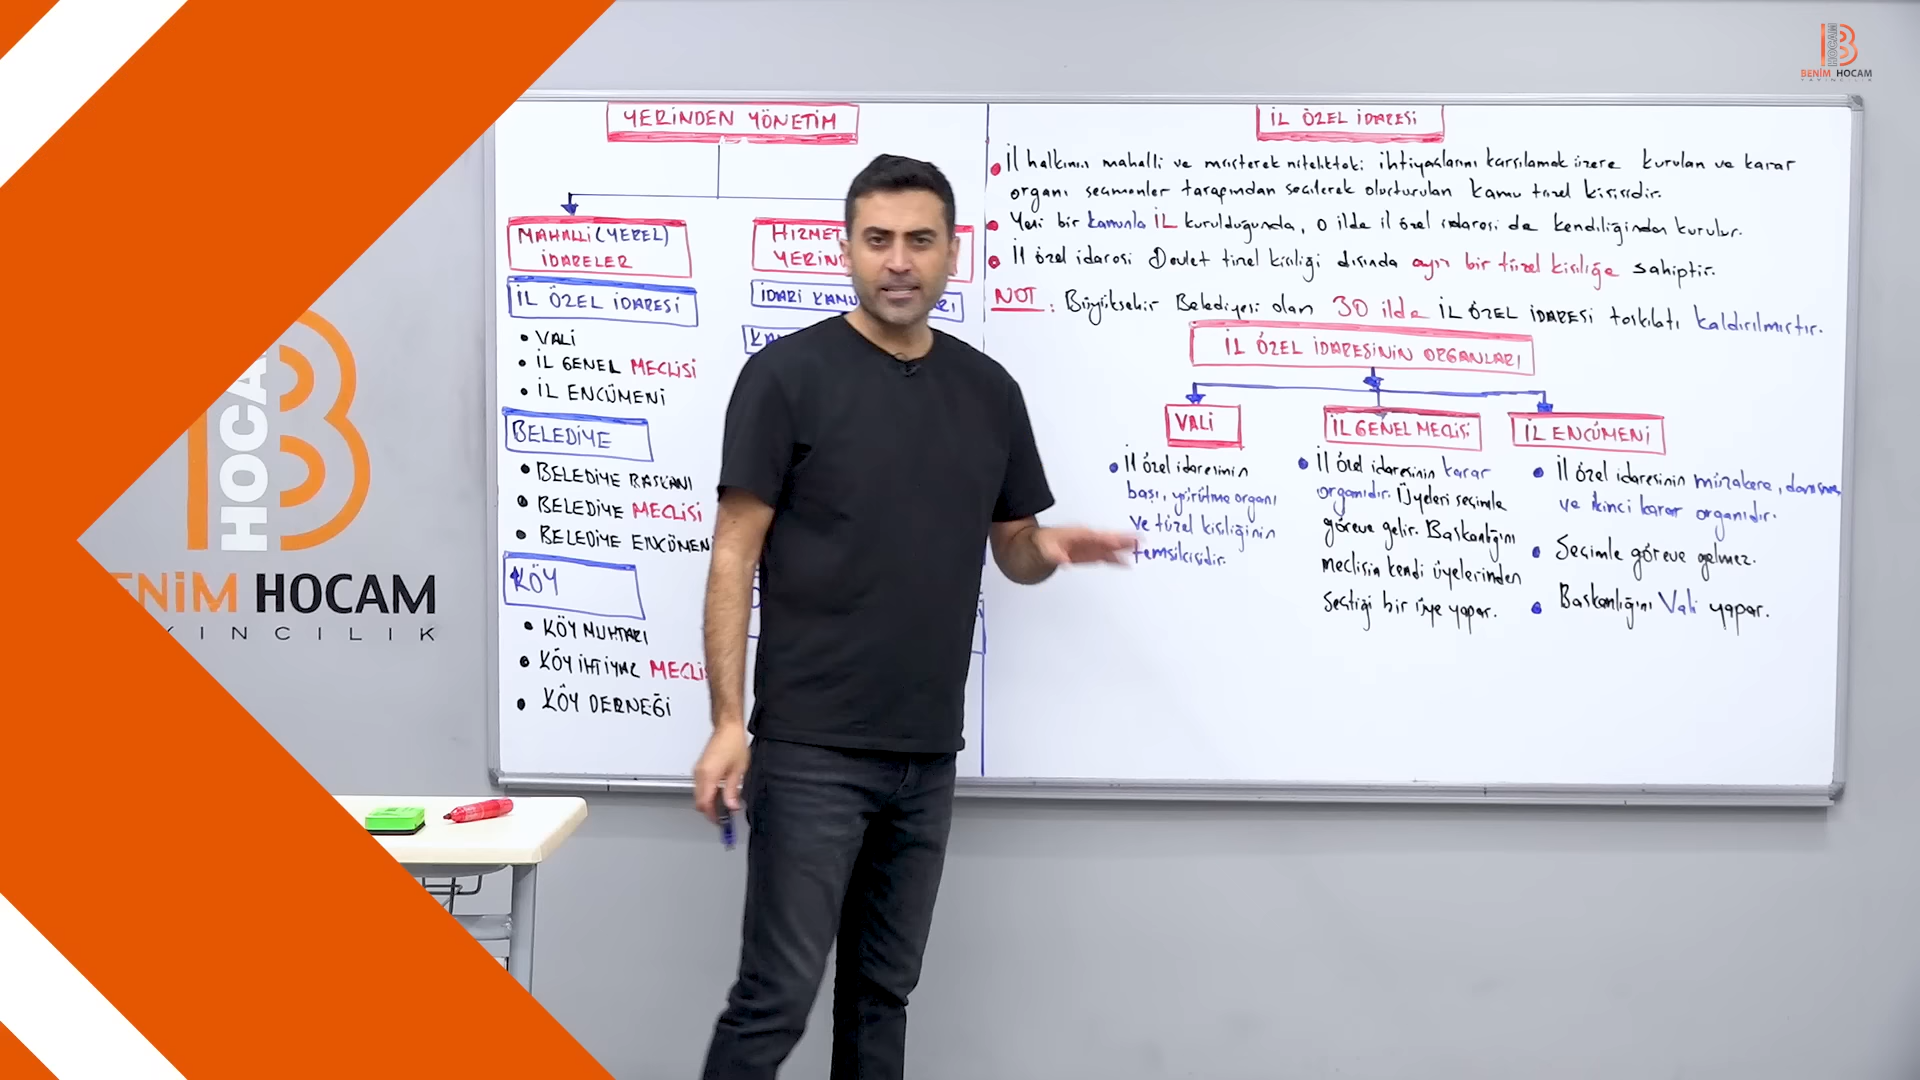 BENİM HOCAM
YAYINCILIK
HOCAM
BENİM HOCAM
YERİNDEN YÖNETİM
MAHALLİ (YEREL)
İDARELER
HİZMET
İL ÖZEL İDARESİ
• VALİ
• İL GENEL MECLİSİ
• İL ENCÜMENİ
İDARİ KAMU
BELEDİYE
• BELEDİYE BAŞKANI
• BELEDİYE MECLİSİ
• BELEDİYE ENCÜMEN
KÖY
• KÖY MUHTARI
• KÖY İHTİYAR MECLİS
• KÖY DERNEĞİ
İL ÖZEL İDARESİ
• İl halkının mahalli ve müşterek nitelikteki ihtiyaçlarını karşılamak üzere kurulan ve karar
organı seçmenler tarafından seçilerek oluşturulan kamu tüzel kişisidir.
• Yeni bir kanunla İL kurulduğunda, o ilde il özel idaresi de kendiliğinden kurulur.
• İl özel idaresi Devlet tüzel kişiliği dışında ayrı bir tüzel kişiliğe sahiptir.
NOT: Büyükşehir Belediyesi olan 30 ilde İL ÖZEL İDARESİ teşkilatı kaldırılmıştır.
İL ÖZEL İDARESİNİN ORGANLARI
VALİ
• İl özel idaresinin
başı, yürütme organı
ve tüzel kişiliğinin
temsilcisidir.
İL GENEL MECLİSİ
• İl özel idaresinin karar
organıdır. Üyeleri seçimle
göreve gelir. Başkanlığını
meclisin kendi üyelerinden
seçtiği bir üye yapar.
İL ENCÜMENİ
• İl özel idaresinin müzakere, danışma
ve ikinci karar organıdır.
• Seçimle göreve gelmez.
• Başkanlığını Vali yapar.